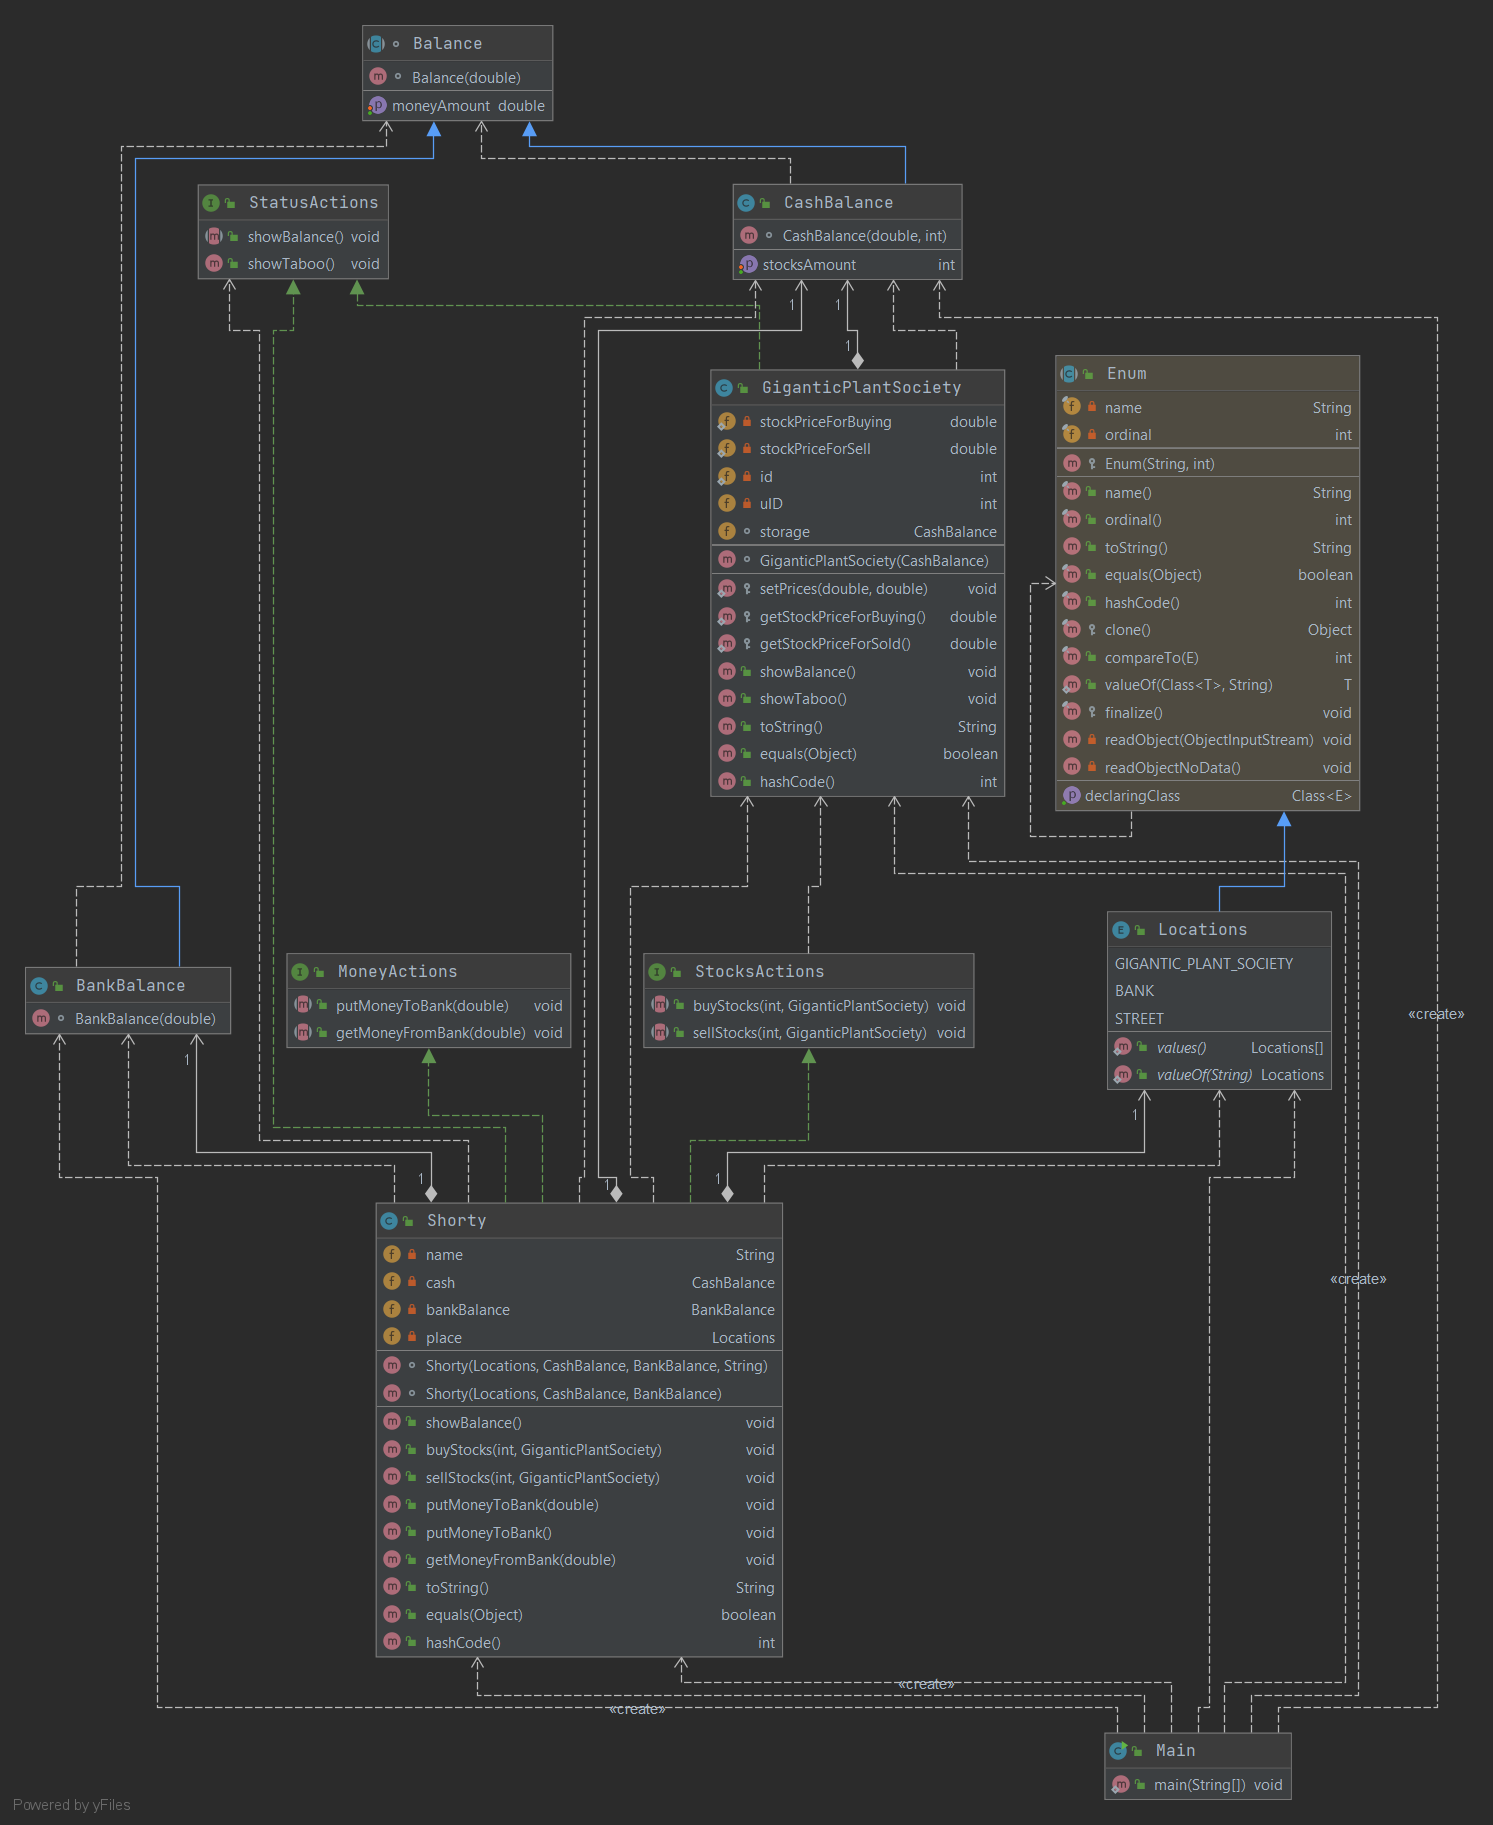 Balance
Balance(double)
moneyAmount double
StatusActions
showBalance() void
showTaboo() void
CashBalance
CashBalance(double, int)
stocksAmount int
1
1
1
GiganticPlantSociety
stockPriceForBuying double
stockPriceForSell double
id int
uID int
storage CashBalance
GiganticPlantSociety(CashBalance)
setPrices(double, double) void
getStockPriceForBuying() double
getStockPriceForSold() double
showBalance() void
showTaboo() void
toString() String
equals(Object) boolean
hashCode() int
Enum
name String
ordinal int
Enum(String, int)
name() String
ordinal() int
toString() String
equals(Object) boolean
hashCode() int
clone() Object
compareTo(E) int
valueOf(Class<T>, String) T
finalize() void
readObject(ObjectInputStream) void
readObjectNoData() void
declaringClass Class<E>
BankBalance
BankBalance(double)
1
MoneyActions
putMoneyToBank(double) void
getMoneyFromBank(double) void
StocksActions
buyStocks(int, GiganticPlantSociety) void
sellStocks(int, GiganticPlantSociety) void
Locations
GIGANTIC_PLANT_SOCIETY
BANK
STREET
values() Locations[]
valueOf(String) Locations
1
«create»
1
1
1
Shorty
name String
cash CashBalance
bankBalance BankBalance
place Locations
Shorty(Locations, CashBalance, BankBalance, String)
Shorty(Locations, CashBalance, BankBalance)
showBalance() void
buyStocks(int, GiganticPlantSociety) void
sellStocks(int, GiganticPlantSociety) void
putMoneyToBank(double) void
putMoneyToBank() void
getMoneyFromBank(double) void
toString() String
equals(Object) boolean
hashCode() int
«create»
«create»
«create»
Main
main(String[]) void
Powered by yFiles